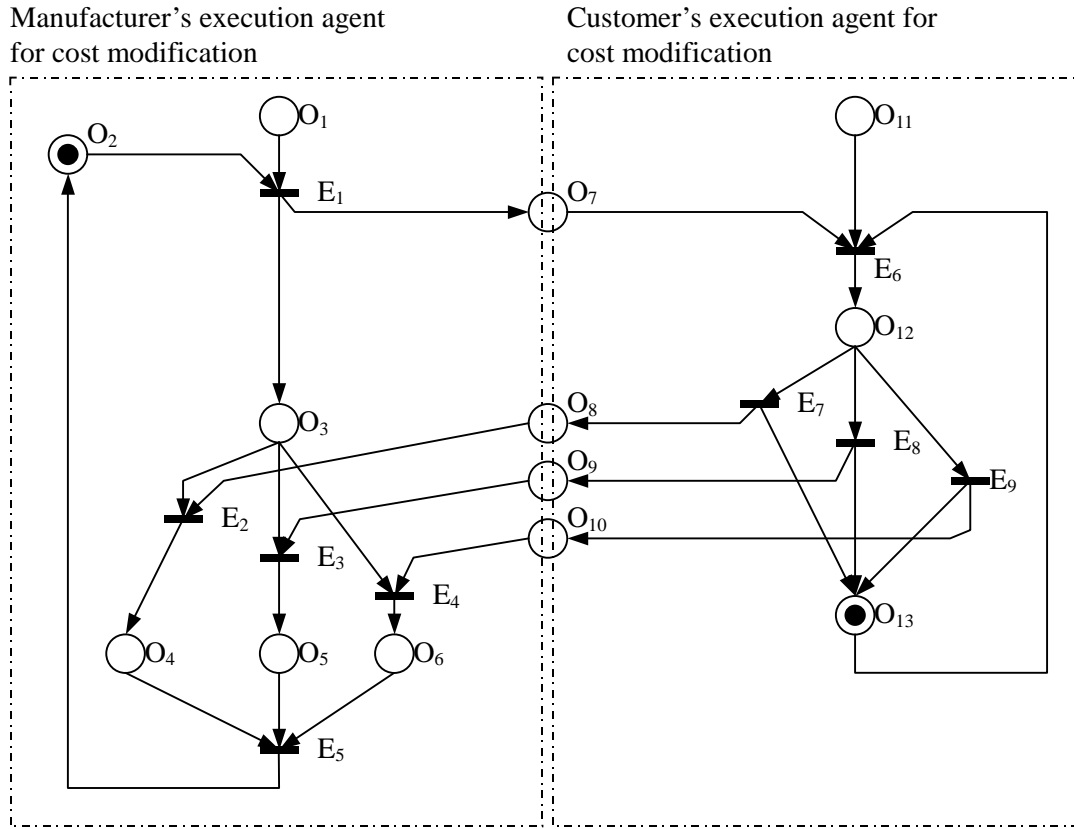 Manufacturer's execution agent
for cost modification
Customer's execution agent for
cost modification
O₁
O₁₁
O₂
E₁
O₇
E₆
O₁₂
O₈
E₇
O₃
E₈
O₉
E₉
E₂
O₁₀
E₃
E₄
O₁₃
O₄
O₅
O₆
E₅